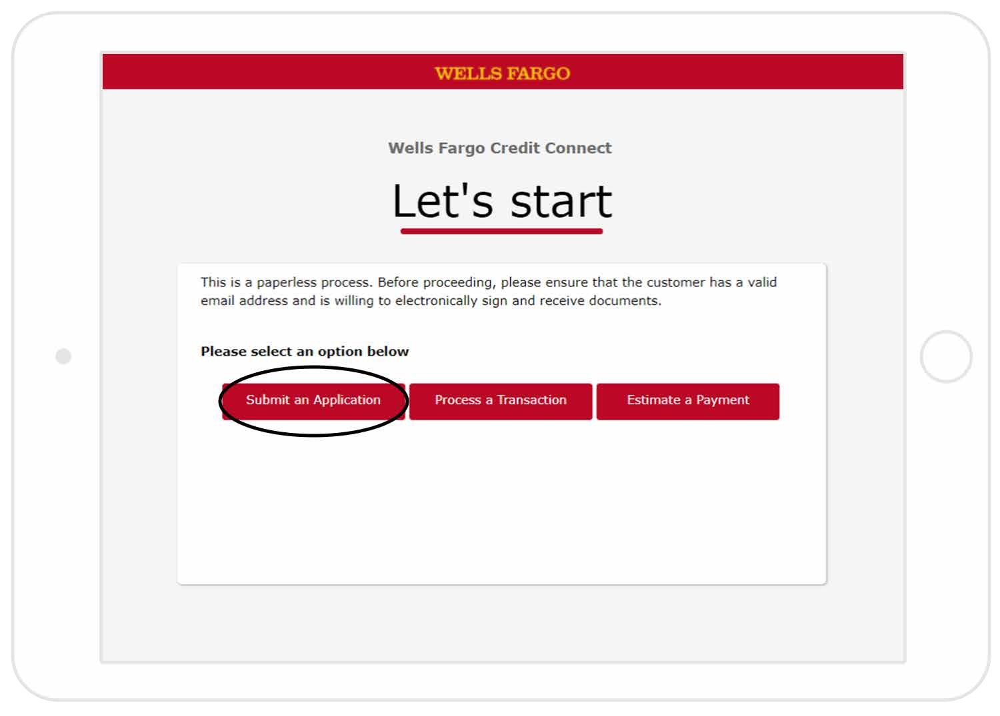 WELLS FARGO
Wells Fargo Credit Connect
Let's start
This is a paperless process. Before proceeding, please ensure that the customer has a valid
email address and is willing to electronically sign and receive documents.
Please select an option below
Submit an Application
Process a Transaction
Estimate a Payment